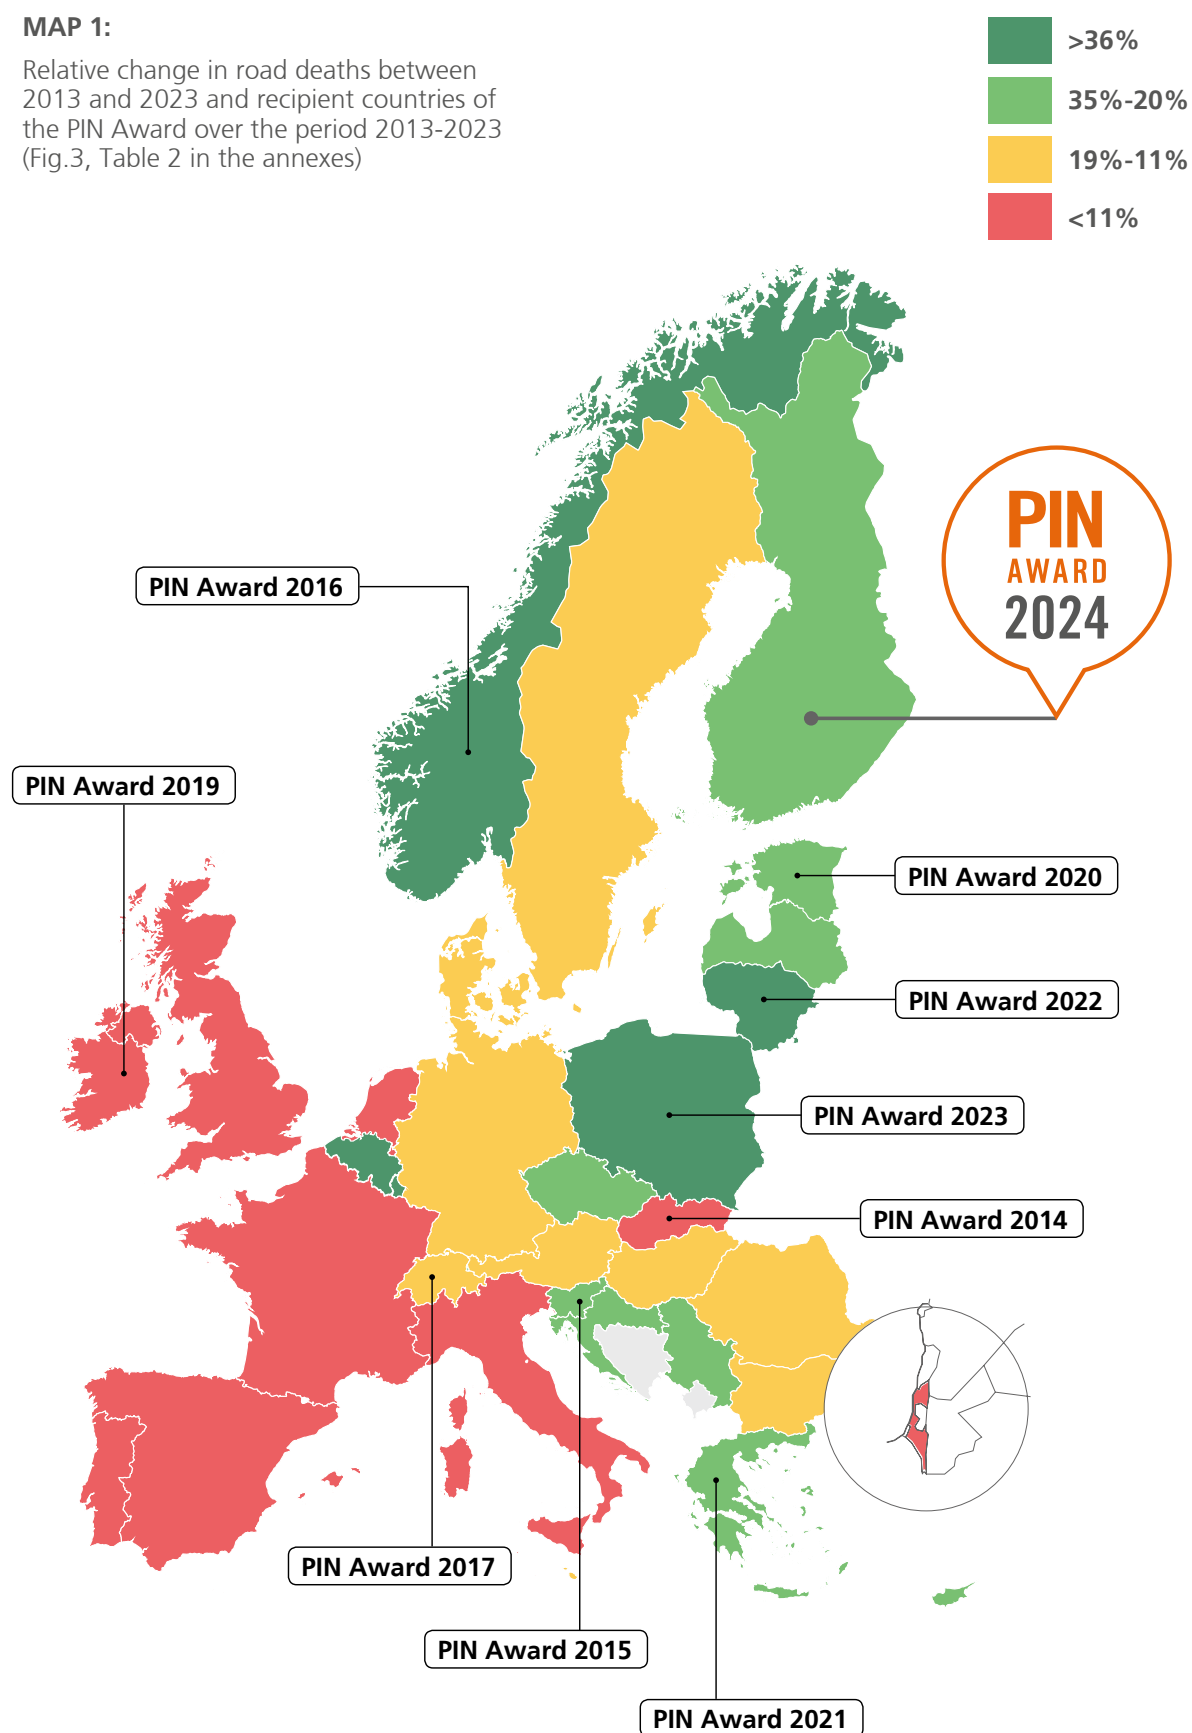 MAP 1:
Relative change in road deaths between
2013 and 2023 and recipient countries of
the PIN Award over the period 2013-2023
(Fig.3, Table 2 in the annexes)
>36%
35%-20%
19%-11%
<11%
PIN
AWARD
2024
PIN Award 2016
PIN Award 2019
PIN Award 2020
PIN Award 2022
PIN Award 2023
PIN Award 2014
PIN Award 2017
PIN Award 2015
PIN Award 2021